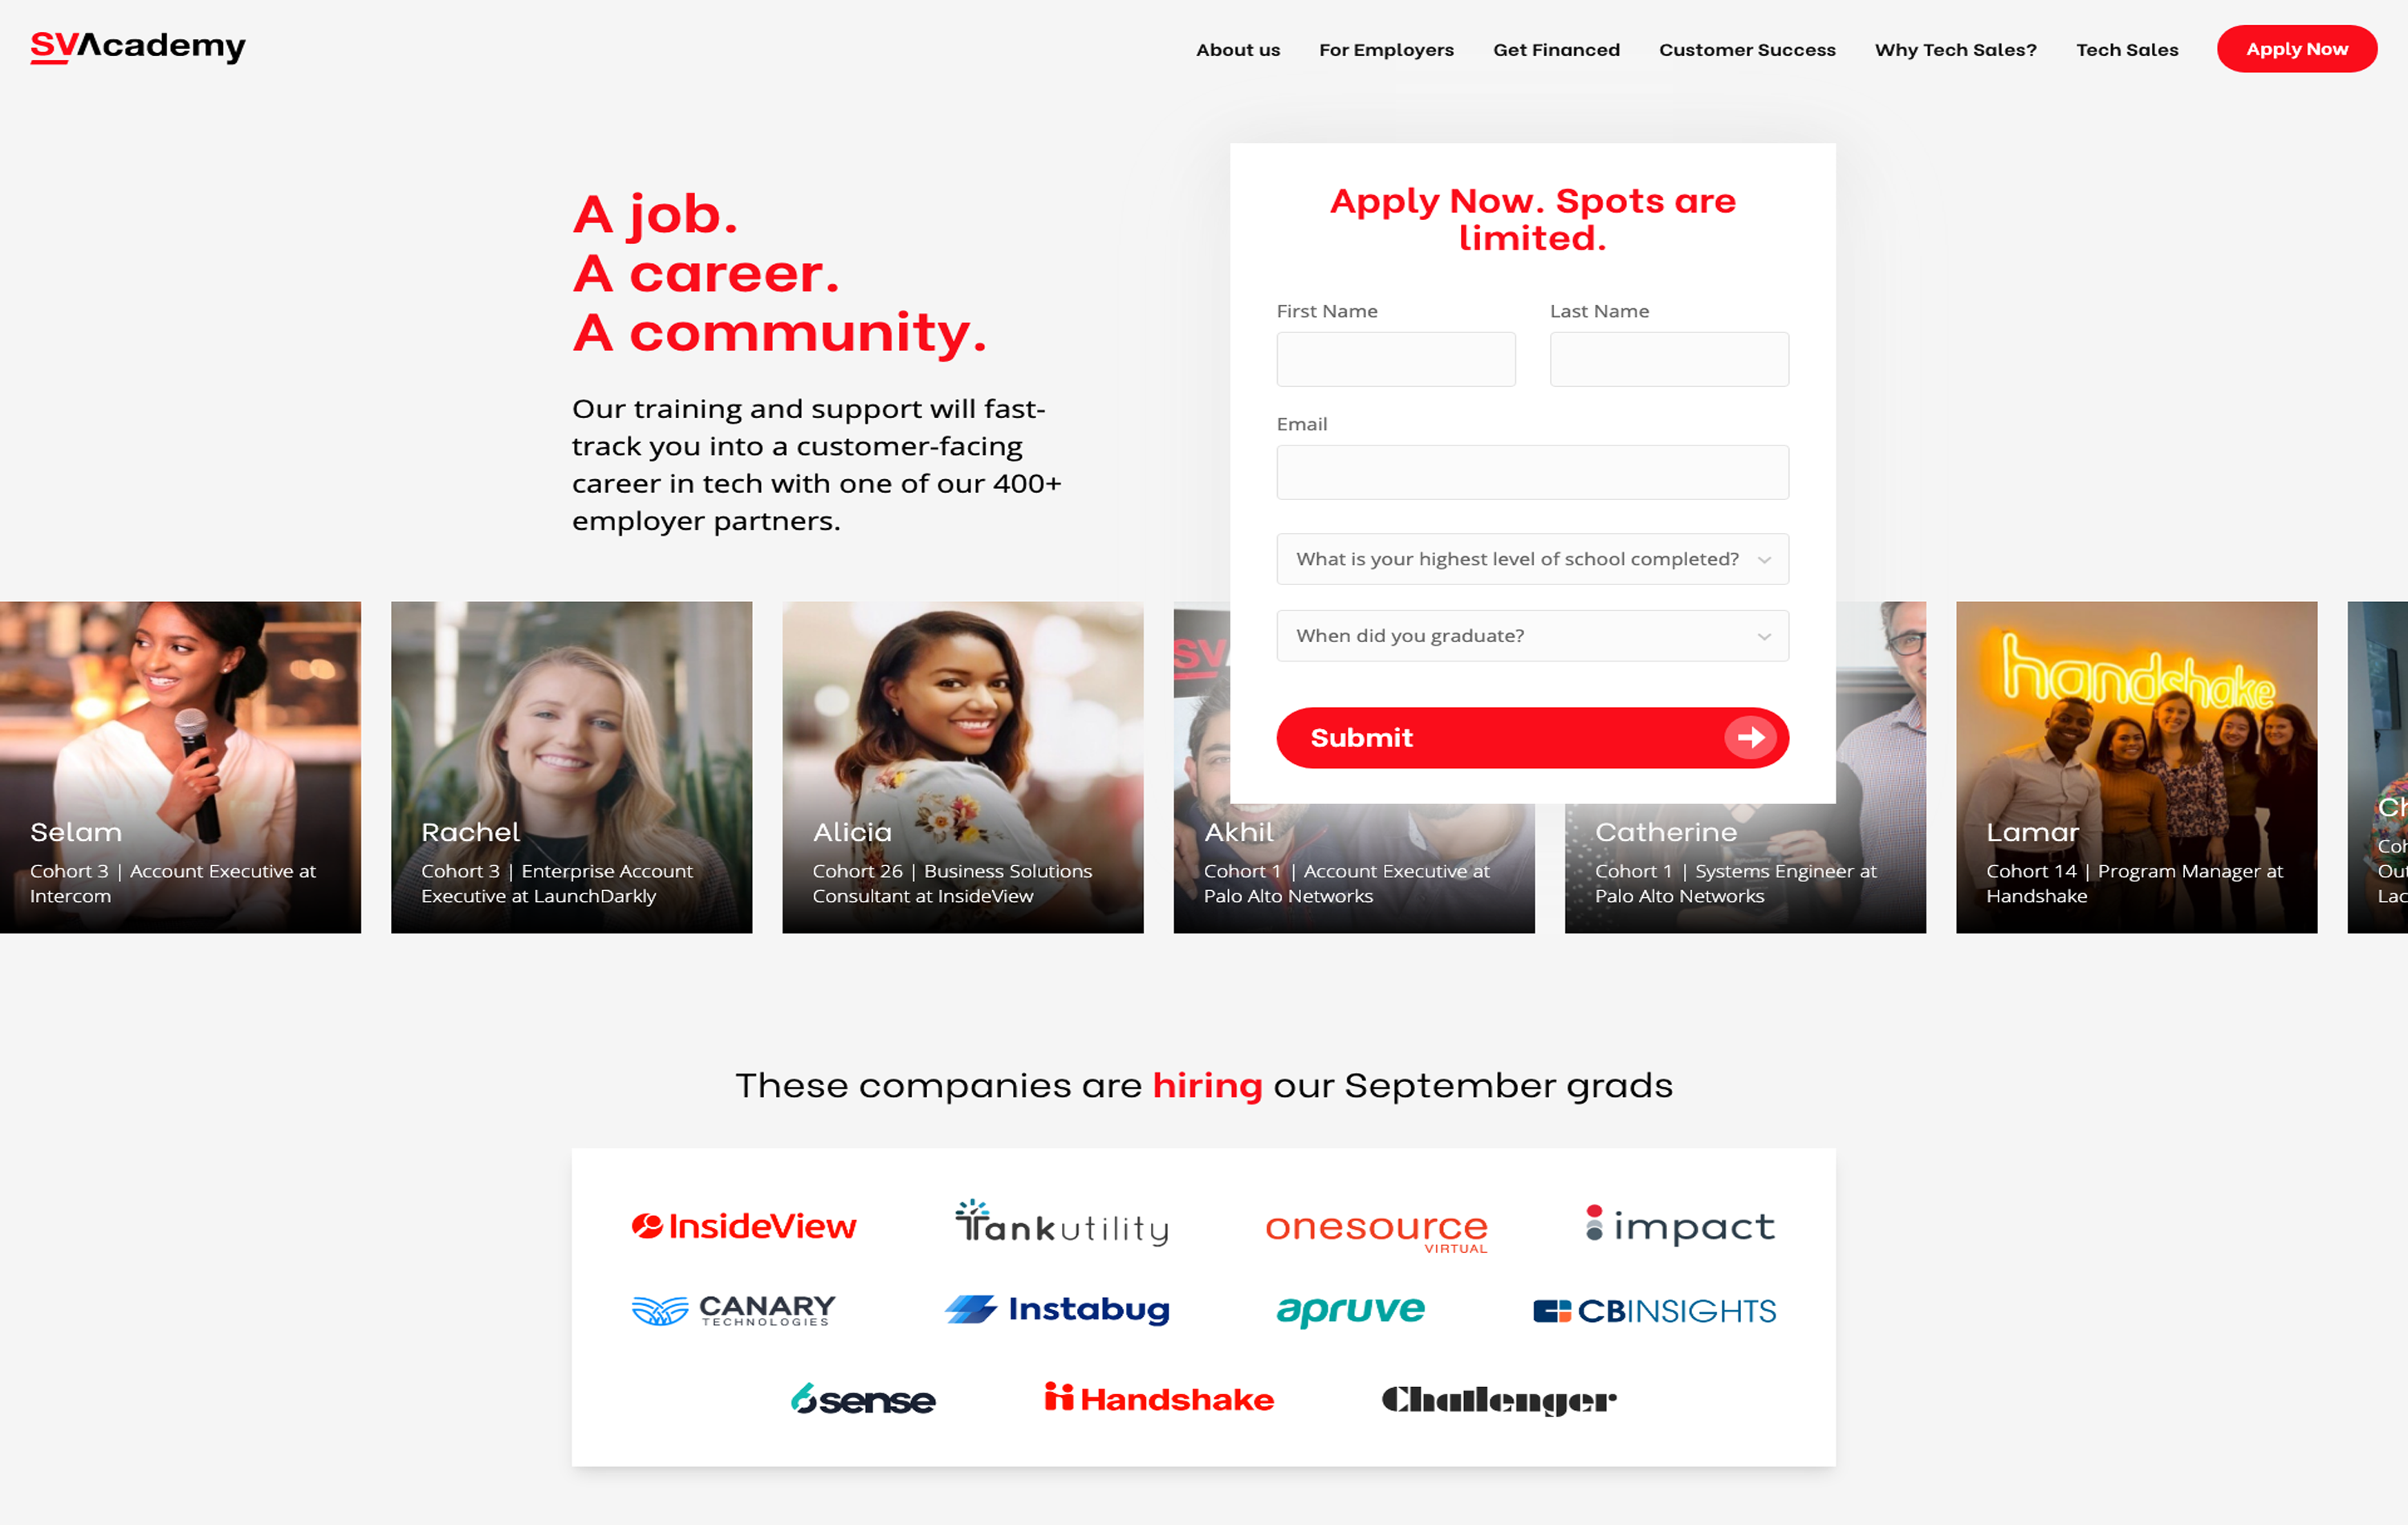 SVAcademy
About us
For Employers
Get Financed
Customer Success
Why Tech Sales?
Tech Sales
Apply Now
A job.
A career.
A community.
Our training and support will fast-
track you into a customer-facing
career in tech with one of our 400+
employer partners.
Apply Now. Spots are
limited.
First Name
Last Name
Email
What is your highest level of school completed?
When did you graduate?
Submit
Selam
Cohort 3 | Account Executive at
Intercom
Rachel
Cohort 3 | Enterprise Account
Executive at LaunchDarkly
Alicia
Cohort 26 | Business Solutions
Consultant at InsideView
SV
Akhil
Cohort 1 | Account Executive at
Palo Alto Networks
Catherine
Cohort 1 | Systems Engineer at
Palo Alto Networks
handshake
Lamar
Cohort 14 | Program Manager at
Handshake
These companies are hiring our September grads
InsideView
Tankutility
onesource
VIRTUAL
impact
CANARY
TECHNOLOGIES
Instabug
apruve
CBINSIGHTS
6sense
Handshake
Challenger